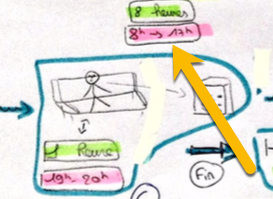 8 heures
8h → 17h
1 heure
19h - 20h
Fin